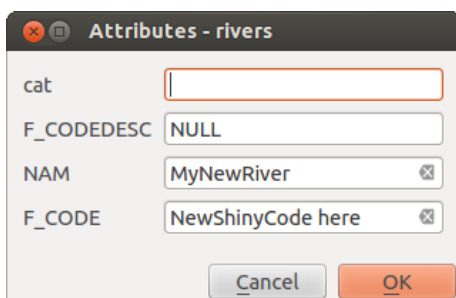 Attributes - rivers
cat
F_CODEDESC NULL
NAM MyNewRiver
F_CODE NewShinyCode here
Cancel OK